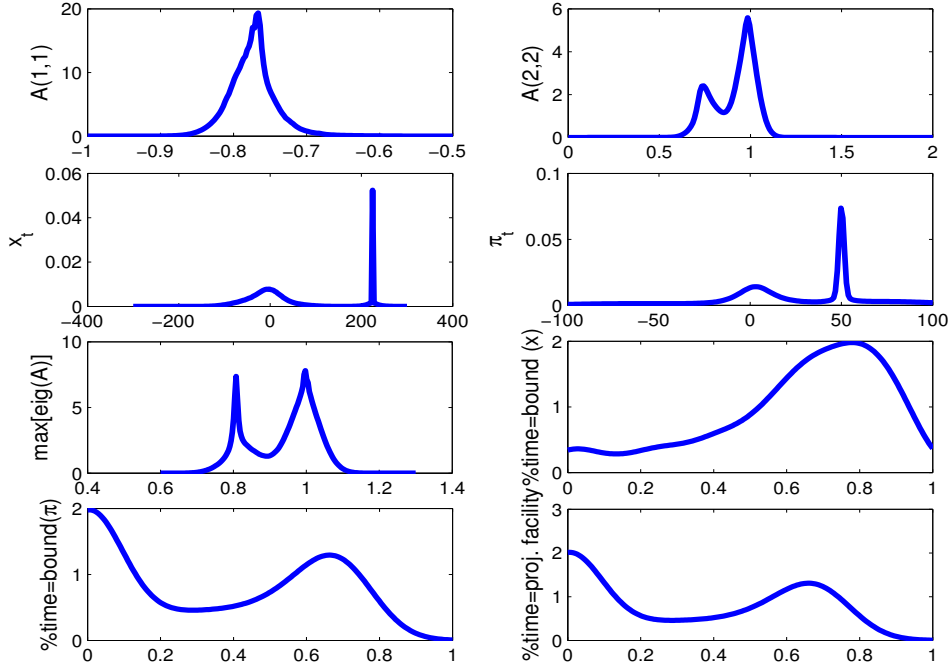 A(1,1)
20
10
0
−1 −0.9 −0.8 −0.7 −0.6 −0.5
A(2,2)
6
4
2
0
0 0.5 1 1.5 2
x_t
0.06
0.04
0.02
0
−400 −200 0 200 400
π_t
0.1
0.05
0
−100 −50 0 50 100
max[eig(A)]
10
5
0
0.4 0.6 0.8 1 1.2 1.4
%time=bound (x)
2
1
0
0 0.2 0.4 0.6 0.8 1
%time=bound(π)
2
1
0
0 0.2 0.4 0.6 0.8 1
%time=proj. facility
3
2
1
0
0 0.2 0.4 0.6 0.8 1